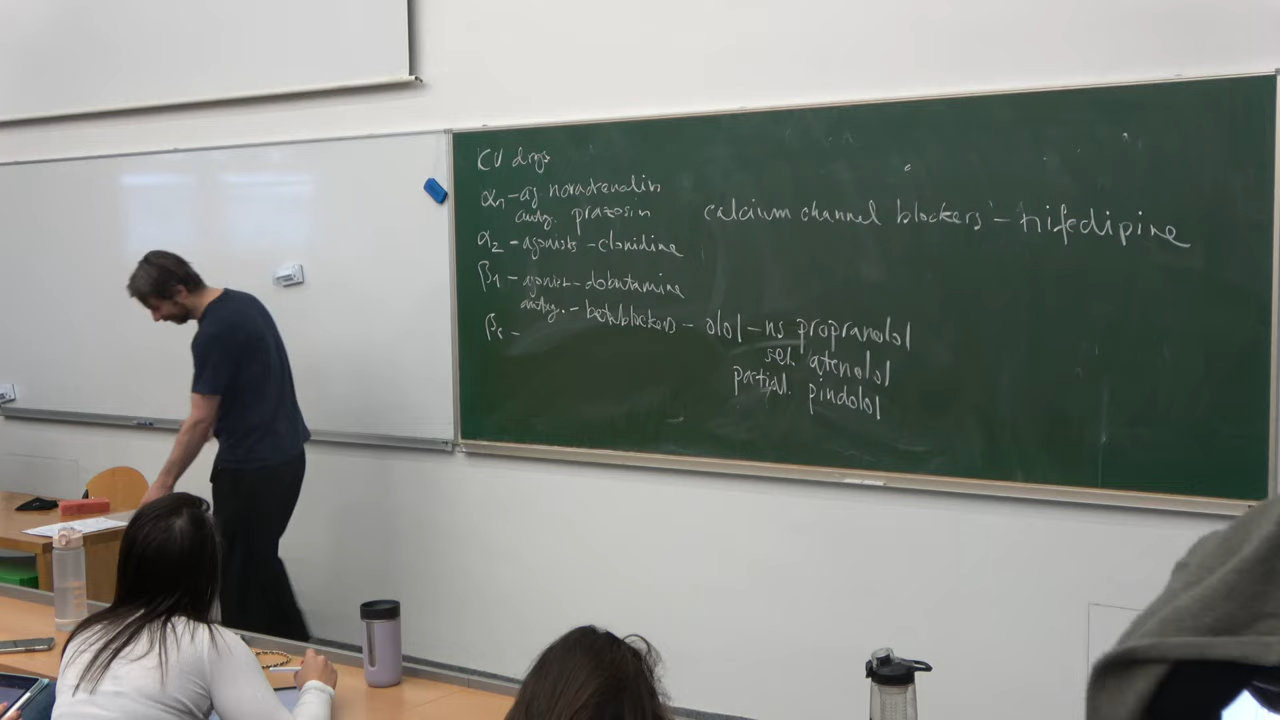 CV drugs
α1 - ag. noradrenalin
antg. prazosin
calcium channel blockers - nifedipine
α2 - agonists - clonidine
β1 - agonist - dobutamine
antg. - betablockers - olol - ns propranolol
β2 -
sel. atenolol
partial. pindolol